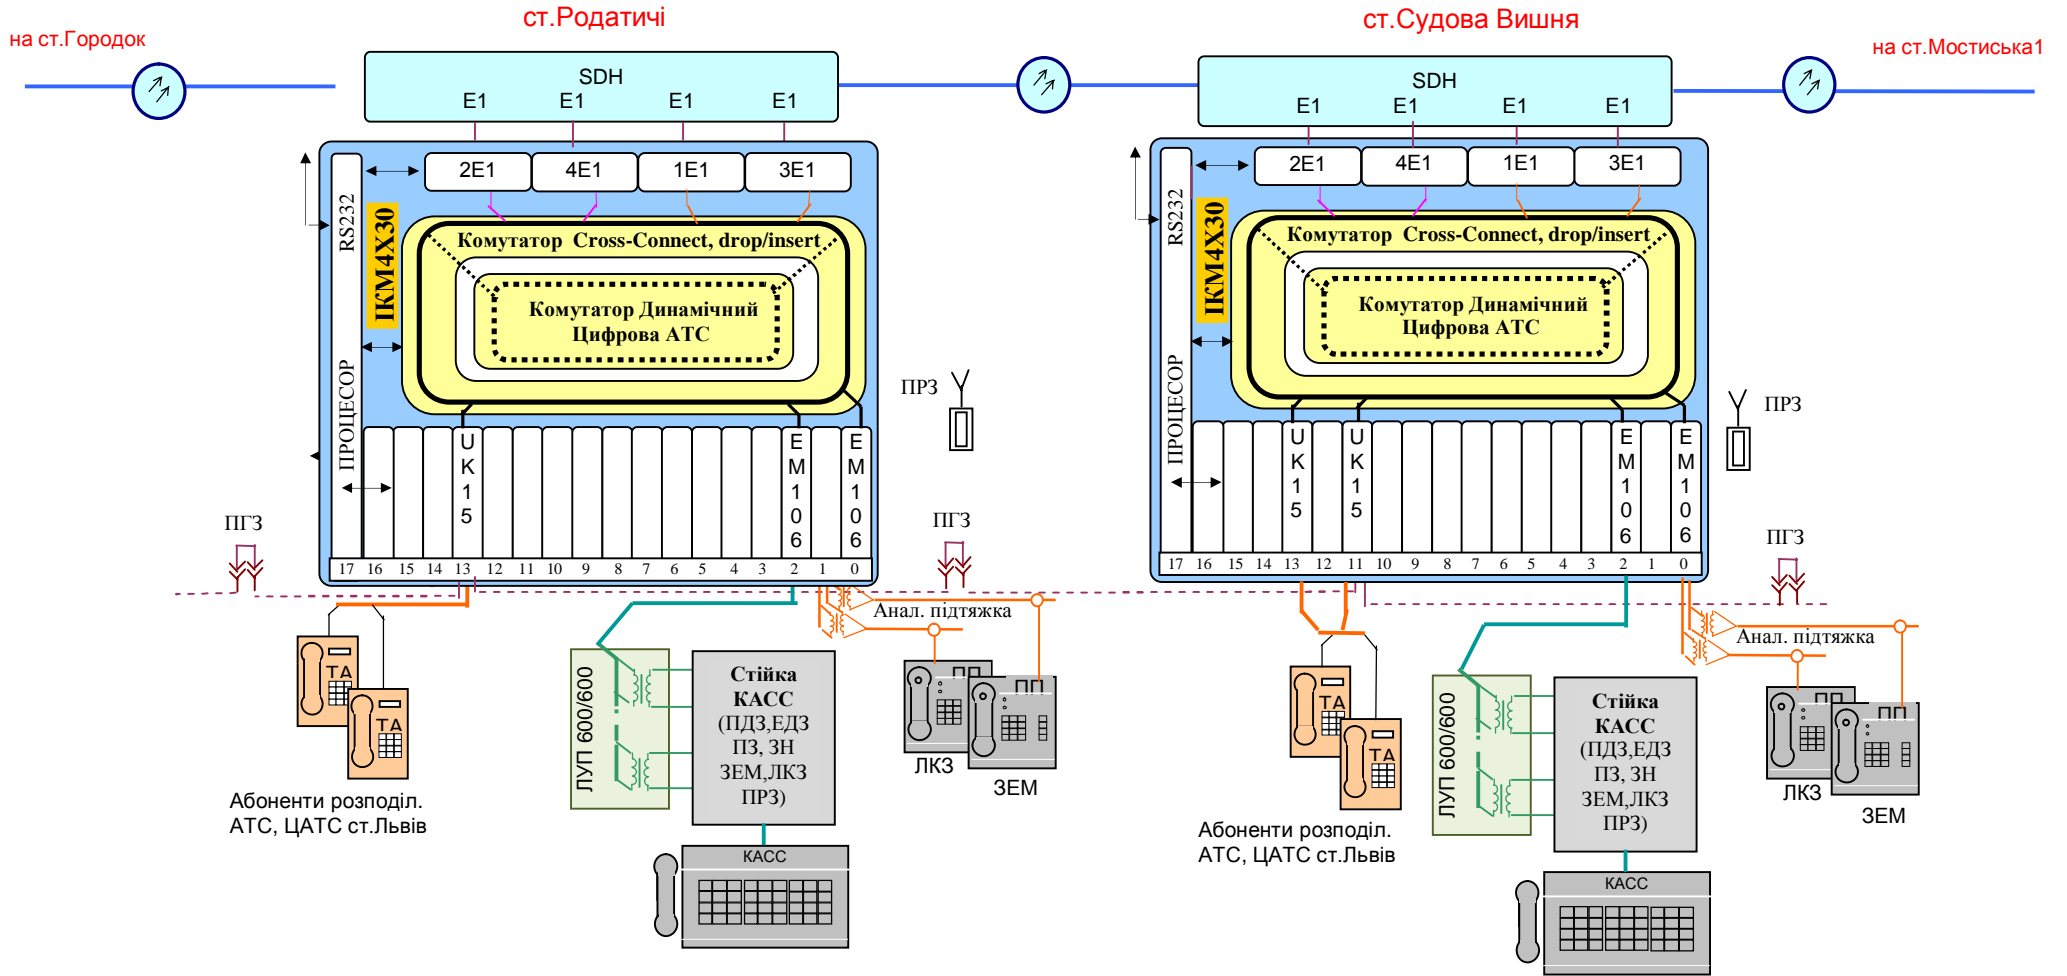 ст.Родатичі
ст.Судова Вишня
на ст.Городок
на ст.Мостиська1
SDH
E1 E1 E1 E1
2E1 4E1 1E1 3E1
RS232
ПРОЦЕСОР
ІКМ4Х30
Комутатор Cross-Connect, drop/insert
Комутатор Динамічний
Цифрова АТС
UK15
EM106
EM106
17 16 15 14 13 12 11 10 9 8 7 6 5 4 3 2 1 0
ПРЗ
ПГЗ
ПГЗ
Анал. підтяжка
ТА
ТА
Абоненти розподіл.
АТС, ЦАТС ст.Львів
ЛУП 600/600
Стійка
КАСС
(ПДЗ,ЕДЗ
ПЗ, ЗН
ЗЕМ,ЛКЗ
ПРЗ)
КАСС
ЛКЗ
ЗЕМ
SDH
E1 E1 E1 E1
2E1 4E1 1E1 3E1
RS232
ПРОЦЕСОР
ІКМ4Х30
Комутатор Cross-Connect, drop/insert
Комутатор Динамічний
Цифрова АТС
UK15
UK15
EM106
EM106
17 16 15 14 13 12 11 10 9 8 7 6 5 4 3 2 1 0
ПРЗ
ПГЗ
Анал. підтяжка
ТА
ТА
Абоненти розподіл.
АТС, ЦАТС ст.Львів
ЛУП 600/600
Стійка
КАСС
(ПДЗ,ЕДЗ
ПЗ, ЗН
ЗЕМ,ЛКЗ
ПРЗ)
КАСС
ЛКЗ
ЗЕМ